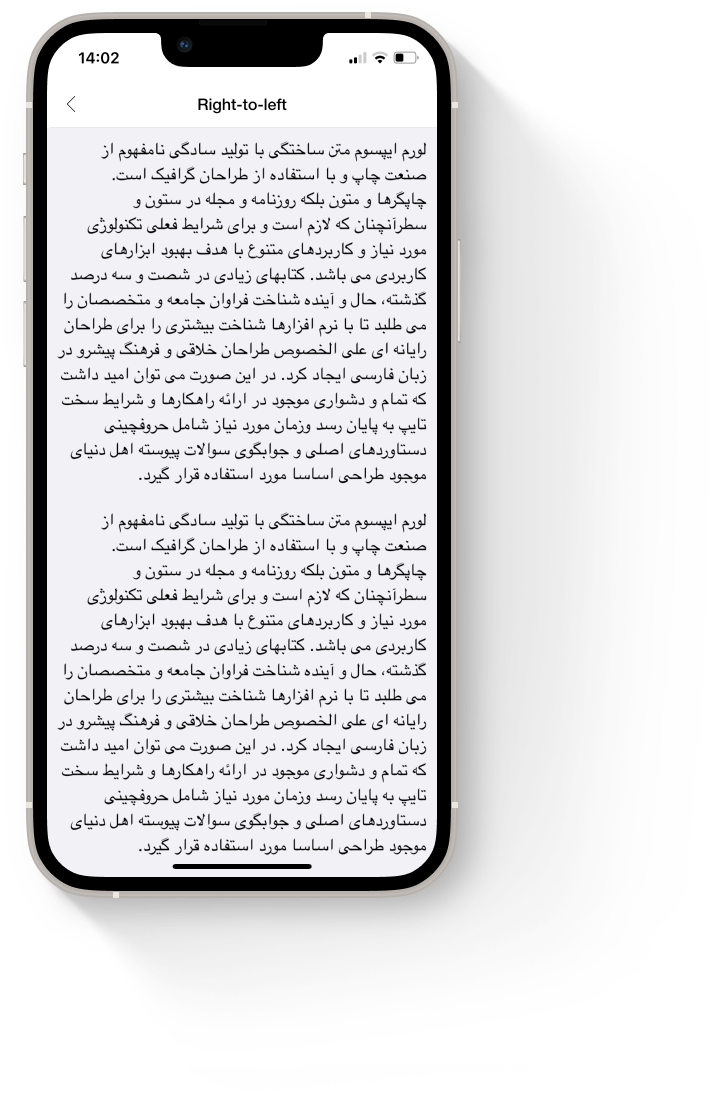 14:02
Right-to-left
لورم ایپسوم متن ساختگی با تولید سادگی نامفهوم از
صنعت چاپ و با استفاده از طراحان گرافیک است.
چاپگرها و متون بلکه روزنامه و مجله در ستون و
سطرآنچنان که لازم است و برای شرایط فعلی تکنولوژی
مورد نیاز و کاربردهای متنوع با هدف بهبود ابزارهای
کاربردی می باشد. کتابهای زیادی در شصت و سه درصد
گذشته، حال و آینده شناخت فراوان جامعه و متخصصان را
می طلبد تا با نرم افزارها شناخت بیشتری را برای طراحان
رایانه ای علی الخصوص طراحان خلاقی و فرهنگ پیشرو در
زبان فارسی ایجاد کرد. در این صورت می توان امید داشت
که تمام و دشواری موجود در ارائه راهکارها و شرایط سخت
تایپ به پایان رسد وزمان مورد نیاز شامل حروفچینی
دستاوردهای اصلی و جوابگوی سوالات پیوسته اهل دنیای
موجود طراحی اساسا مورد استفاده قرار گیرد.
لورم ایپسوم متن ساختگی با تولید سادگی نامفهوم از
صنعت چاپ و با استفاده از طراحان گرافیک است.
چاپگرها و متون بلکه روزنامه و مجله در ستون و
سطرآنچنان که لازم است و برای شرایط فعلی تکنولوژی
مورد نیاز و کاربردهای متنوع با هدف بهبود ابزارهای
کاربردی می باشد. کتابهای زیادی در شصت و سه درصد
گذشته، حال و آینده شناخت فراوان جامعه و متخصصان را
می طلبد تا با نرم افزارها شناخت بیشتری را برای طراحان
رایانه ای علی الخصوص طراحان خلاقی و فرهنگ پیشرو در
زبان فارسی ایجاد کرد. در این صورت می توان امید داشت
که تمام و دشواری موجود در ارائه راهکارها و شرایط سخت
تایپ به پایان رسد وزمان مورد نیاز شامل حروفچینی
دستاوردهای اصلی و جوابگوی سوالات پیوسته اهل دنیای
موجود طراحی اساسا مورد استفاده قرار گیرد.